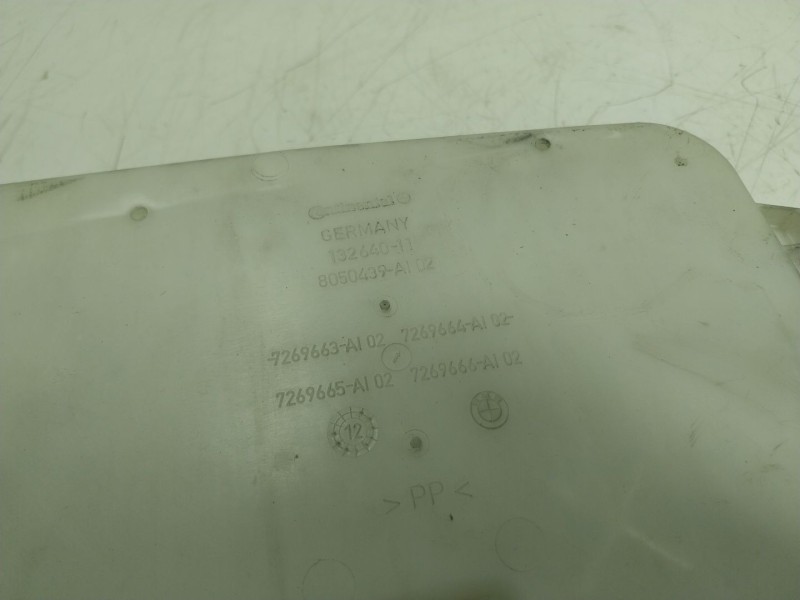 Continental
GERMANY
132640-11
8050439-AI 02
7269663-AI 02 7269664-AI 02
7269665-AI 02 7269666-AI 02
12
> PP <